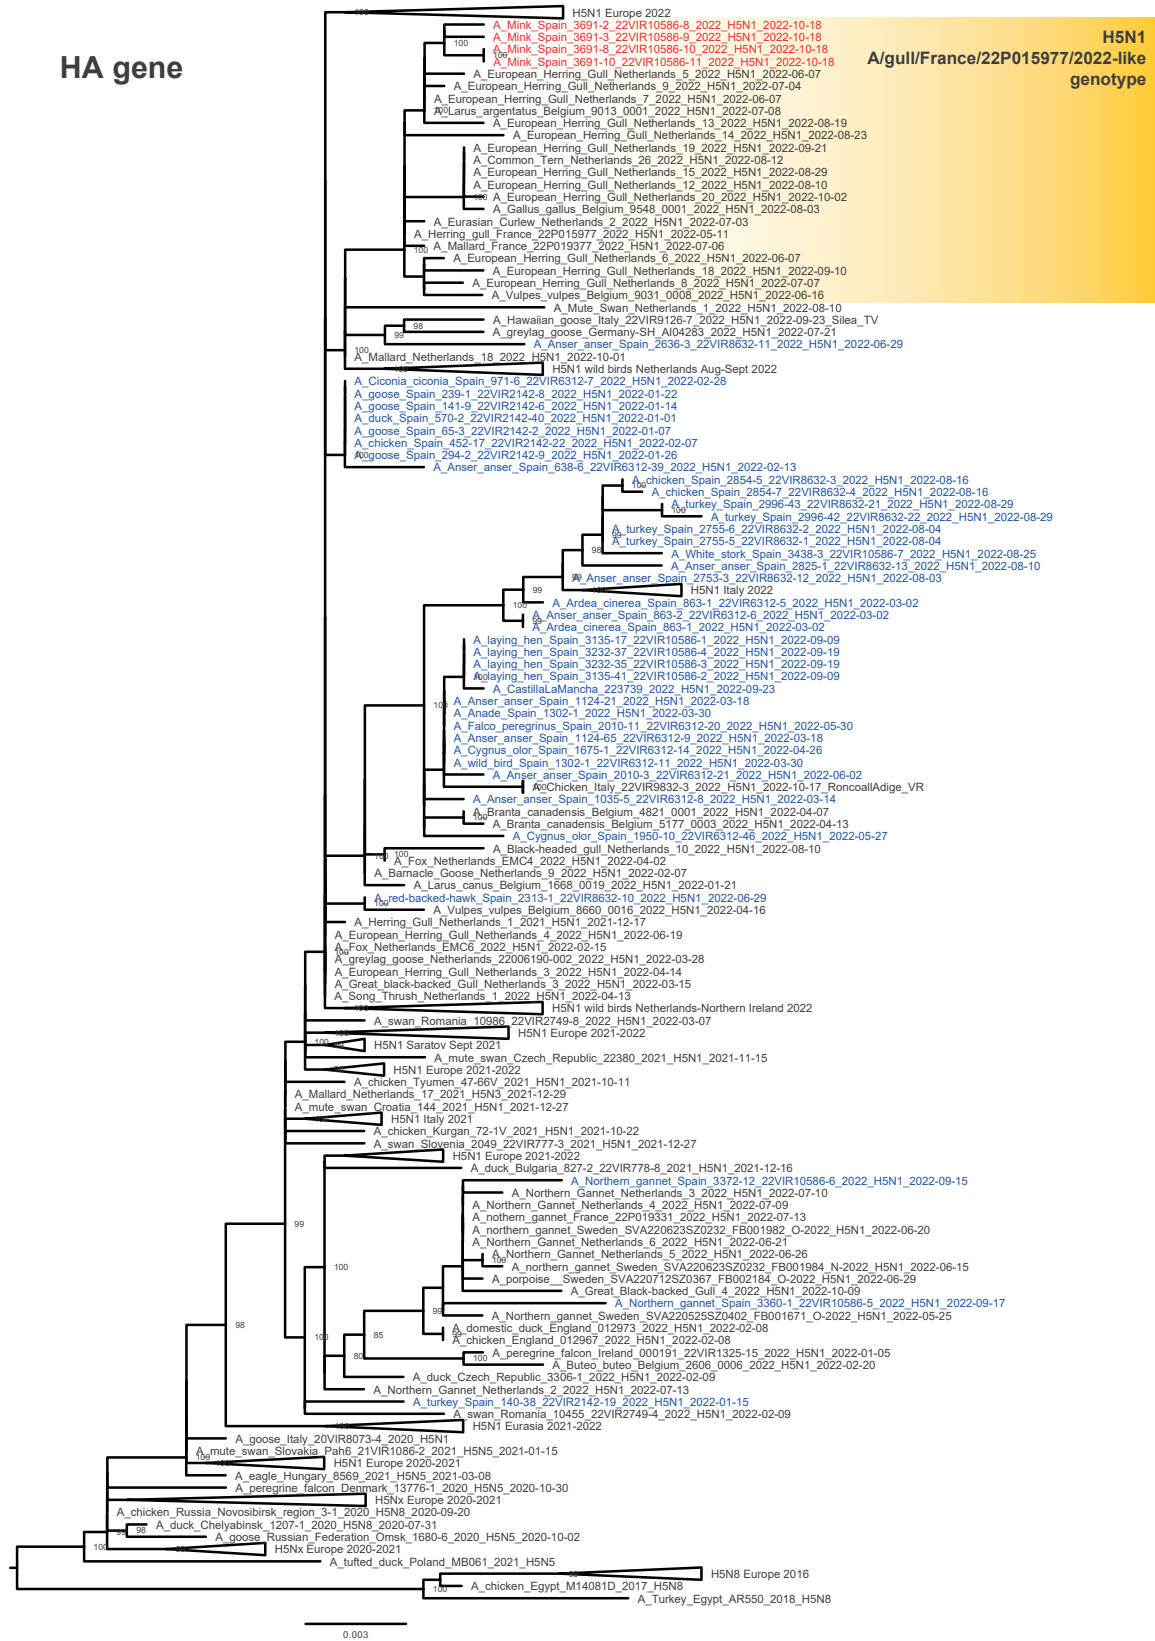 HA gene
H5N1
A/gull/France/22P015977/2022-like
genotype
H5N1 Europe 2022
A_Mink_Spain_3691-2_22VIR10586-8_2022_H5N1_2022-10-18
A_Mink_Spain_3691-3_22VIR10586-9_2022_H5N1_2022-10-18
A_Mink_Spain_3691-8_22VIR10586-10_2022_H5N1_2022-10-18
A_Mink_Spain_3691-10_22VIR10586-11_2022_H5N1_2022-10-18
A_European_Herring_Gull_Netherlands_5_2022_H5N1_2022-06-07
A_European_Herring_Gull_Netherlands_9_2022_H5N1_2022-07-04
A_European_Herring_Gull_Netherlands_7_2022_H5N1_2022-06-07
A_Larus_argentatus_Belgium_9013_0001_2022_H5N1_2022-07-08
A_European_Herring_Gull_Netherlands_13_2022_H5N1_2022-08-19
A_European_Herring_Gull_Netherlands_14_2022_H5N1_2022-08-23
A_European_Herring_Gull_Netherlands_19_2022_H5N1_2022-09-21
A_Common_Tern_Netherlands_26_2022_H5N1_2022-08-12
A_European_Herring_Gull_Netherlands_15_2022_H5N1_2022-08-29
A_European_Herring_Gull_Netherlands_12_2022_H5N1_2022-08-10
A_European_Herring_Gull_Netherlands_20_2022_H5N1_2022-10-02
A_Gallus_gallus_Belgium_9548_0001_2022_H5N1_2022-08-03
A_Eurasian_Curlew_Netherlands_2_2022_H5N1_2022-07-03
A_Herring_gull_France_22P015977_2022_H5N1_2022-05-11
A_Mallard_France_22P019377_2022_H5N1_2022-07-06
A_European_Herring_Gull_Netherlands_6_2022_H5N1_2022-06-07
A_European_Herring_Gull_Netherlands_18_2022_H5N1_2022-09-10
A_European_Herring_Gull_Netherlands_8_2022_H5N1_2022-07-07
A_Vulpes_vulpes_Belgium_9031_0008_2022_H5N1_2022-06-16
A_Mute_Swan_Netherlands_1_2022_H5N1_2022-08-10
A_Hawaiian_goose_Italy_22VIR9126-7_2022_H5N1_2022-09-23_Silea_TV
A_greylag_goose_Germany-SH_AI04283_2022_H5N1_2022-07-21
A_Anser_anser_Spain_2636-3_22VIR8632-11_2022_H5N1_2022-06-29
A_Mallard_Netherlands_18_2022_H5N1_2022-10-01
H5N1 wild birds Netherlands Aug-Sept 2022
A_Ciconia_ciconia_Spain_971-6_22VIR6312-7_2022_H5N1_2022-02-28
A_goose_Spain_239-1_22VIR2142-8_2022_H5N1_2022-01-22
A_goose_Spain_141-9_22VIR2142-6_2022_H5N1_2022-01-14
A_duck_Spain_570-2_22VIR2142-40_2022_H5N1_2022-01-01
A_goose_Spain_65-3_22VIR2142-2_2022_H5N1_2022-01-07
A_chicken_Spain_452-17_22VIR2142-22_2022_H5N1_2022-02-07
A_goose_Spain_294-2_22VIR2142-9_2022_H5N1_2022-01-26
A_Anser_anser_Spain_638-6_22VIR6312-39_2022_H5N1_2022-02-13
A_chicken_Spain_2854-5_22VIR8632-3_2022_H5N1_2022-08-16
A_chicken_Spain_2854-7_22VIR8632-4_2022_H5N1_2022-08-16
A_turkey_Spain_2996-43_22VIR8632-21_2022_H5N1_2022-08-29
A_turkey_Spain_2996-42_22VIR8632-22_2022_H5N1_2022-08-29
A_turkey_Spain_2755-6_22VIR8632-2_2022_H5N1_2022-08-04
A_turkey_Spain_2755-5_22VIR8632-1_2022_H5N1_2022-08-04
A_White_stork_Spain_3438-3_22VIR10586-7_2022_H5N1_2022-08-25
A_Anser_anser_Spain_2825-1_22VIR8632-13_2022_H5N1_2022-08-10
A_Anser_anser_Spain_2753-3_22VIR8632-12_2022_H5N1_2022-08-03
H5N1 Italy 2022
A_Ardea_cinerea_Spain_863-1_22VIR6312-5_2022_H5N1_2022-03-02
A_Anser_anser_Spain_863-2_22VIR6312-6_2022_H5N1_2022-03-02
A_Ardea_cinerea_Spain_863-1_2022_H5N1_2022-03-02
A_laying_hen_Spain_3135-17_22VIR10586-1_2022_H5N1_2022-09-09
A_laying_hen_Spain_3232-37_22VIR10586-4_2022_H5N1_2022-09-19
A_laying_hen_Spain_3232-35_22VIR10586-3_2022_H5N1_2022-09-19
A_laying_hen_Spain_3135-41_22VIR10586-2_2022_H5N1_2022-09-09
A_CastillaLaMancha_223739_2022_H5N1_2022-09-23
A_Anser_anser_Spain_1124-21_2022_H5N1_2022-03-18
A_Anade_Spain_1302-1_2022_H5N1_2022-03-30
A_Falco_peregrinus_Spain_2010-11_22VIR6312-20_2022_H5N1_2022-05-30
A_Anser_anser_Spain_1124-65_22VIR6312-9_2022_H5N1_2022-03-18
A_Cygnus_olor_Spain_1675-1_22VIR6312-14_2022_H5N1_2022-04-26
A_wild_bird_Spain_1302-1_22VIR6312-11_2022_H5N1_2022-03-30
A_Anser_anser_Spain_2010-3_22VIR6312-21_2022_H5N1_2022-06-02
A_Chicken_Italy_22VIR9832-3_2022_H5N1_2022-10-17_RoncoallAdige_VR
A_Anser_anser_Spain_1035-5_22VIR6312-8_2022_H5N1_2022-03-14
A_Branta_canadensis_Belgium_4821_0001_2022_H5N1_2022-04-07
A_Branta_canadensis_Belgium_5177_0003_2022_H5N1_2022-04-13
A_Cygnus_olor_Spain_1950-10_22VIR6312-46_2022_H5N1_2022-05-27
A_Black-headed_gull_Netherlands_10_2022_H5N1_2022-08-10
A_Fox_Netherlands_EMC4_2022_H5N1_2022-04-02
A_Barnacle_Goose_Netherlands_9_2022_H5N1_2022-02-07
A_Larus_canus_Belgium_1668_0019_2022_H5N1_2022-01-21
A_red-backed-hawk_Spain_2313-1_22VIR8632-10_2022_H5N1_2022-06-29
A_Vulpes_vulpes_Belgium_8660_0016_2022_H5N1_2022-04-16
A_Herring_Gull_Netherlands_1_2021_H5N1_2021-12-17
A_European_Herring_Gull_Netherlands_4_2022_H5N1_2022-06-19
A_Fox_Netherlands_EMC6_2022_H5N1_2022-02-15
A_greylag_goose_Netherlands_22006190-002_2022_H5N1_2022-03-28
A_European_Herring_Gull_Netherlands_3_2022_H5N1_2022-04-14
A_Great_black-backed_Gull_Netherlands_3_2022_H5N1_2022-03-15
A_Song_Thrush_Netherlands_1_2022_H5N1_2022-04-13
H5N1 wild birds Netherlands-Northern Ireland 2022
A_swan_Romania_10986_22VIR2749-8_2022_H5N1_2022-03-07
H5N1 Europe 2021-2022
H5N1 Saratov Sept 2021
A_mute_swan_Czech_Republic_22380_2021_H5N1_2021-11-15
H5N1 Europe 2021-2022
A_chicken_Tyumen_47-66V_2021_H5N1_2021-10-11
A_Mallard_Netherlands_17_2021_H5N3_2021-12-29
A_mute_swan_Croatia_144_2021_H5N1_2021-12-27
H5N1 Italy 2021
A_chicken_Kurgan_72-1V_2021_H5N1_2021-10-22
A_swan_Slovenia_2049_22VIR777-3_2021_H5N1_2021-12-27
H5N1 Europe 2021-2022
A_duck_Bulgaria_827-2_22VIR778-8_2021_H5N1_2021-12-16
A_Northern_gannet_Spain_3372-12_22VIR10586-6_2022_H5N1_2022-09-15
A_Northern_Gannet_Netherlands_3_2022_H5N1_2022-07-10
A_Northern_Gannet_Netherlands_4_2022_H5N1_2022-07-09
A_nothern_gannet_France_22P019331_2022_H5N1_2022-07-13
A_northern_gannet_Sweden_SVA220623SZ0232_FB001982_O-2022_H5N1_2022-06-20
A_Northern_Gannet_Netherlands_6_2022_H5N1_2022-06-21
A_Northern_Gannet_Netherlands_5_2022_H5N1_2022-06-26
A_northern_gannet_Sweden_SVA220623SZ0232_FB001984_N-2022_H5N1_2022-06-15
A_porpoise__Sweden_SVA220712SZ0367_FB002184_O-2022_H5N1_2022-06-29
A_Great_Black-backed_Gull_4_2022_H5N1_2022-10-09
A_Northern_gannet_Spain_3360-1_22VIR10586-5_2022_H5N1_2022-09-17
A_Northern_gannet_Sweden_SVA220525SZ0402_FB001671_O-2022_H5N1_2022-05-25
A_domestic_duck_England_012973_2022_H5N1_2022-02-08
A_chicken_England_012967_2022_H5N1_2022-02-08
A_peregrine_falcon_Ireland_000191_22VIR1325-15_2022_H5N1_2022-01-05
A_Buteo_buteo_Belgium_2606_0006_2022_H5N1_2022-02-20
A_duck_Czech_Republic_3306-1_2022_H5N1_2022-02-09
A_Northern_Gannet_Netherlands_2_2022_H5N1_2022-07-13
A_turkey_Spain_140-38_22VIR2142-19_2022_H5N1_2022-01-15
A_swan_Romania_10455_22VIR2749-4_2022_H5N1_2022-02-09
H5N1 Eurasia 2021-2022
A_goose_Italy_20VIR8073-4_2020_H5N1
A_mute_swan_Slovakia_Pah6_21VIR1086-2_2021_H5N5_2021-01-15
H5N1 Europe 2020-2021
A_eagle_Hungary_8569_2021_H5N5_2021-03-08
A_peregrine_falcon_Denmark_13776-1_2020_H5N5_2020-10-30
H5Nx Europe 2020-2021
A_chicken_Russia_Novosibirsk_region_3-1_2020_H5N8_2020-09-20
A_duck_Chelyabinsk_1207-1_2020_H5N8_2020-07-31
A_goose_Russian_Federation_Omsk_1680-6_2020_H5N5_2020-10-02
H5Nx Europe 2020-2021
A_tufted_duck_Poland_MB061_2021_H5N5
H5N8 Europe 2016
A_chicken_Egypt_M14081D_2017_H5N8
A_Turkey_Egypt_AR550_2018_H5N8
0.003